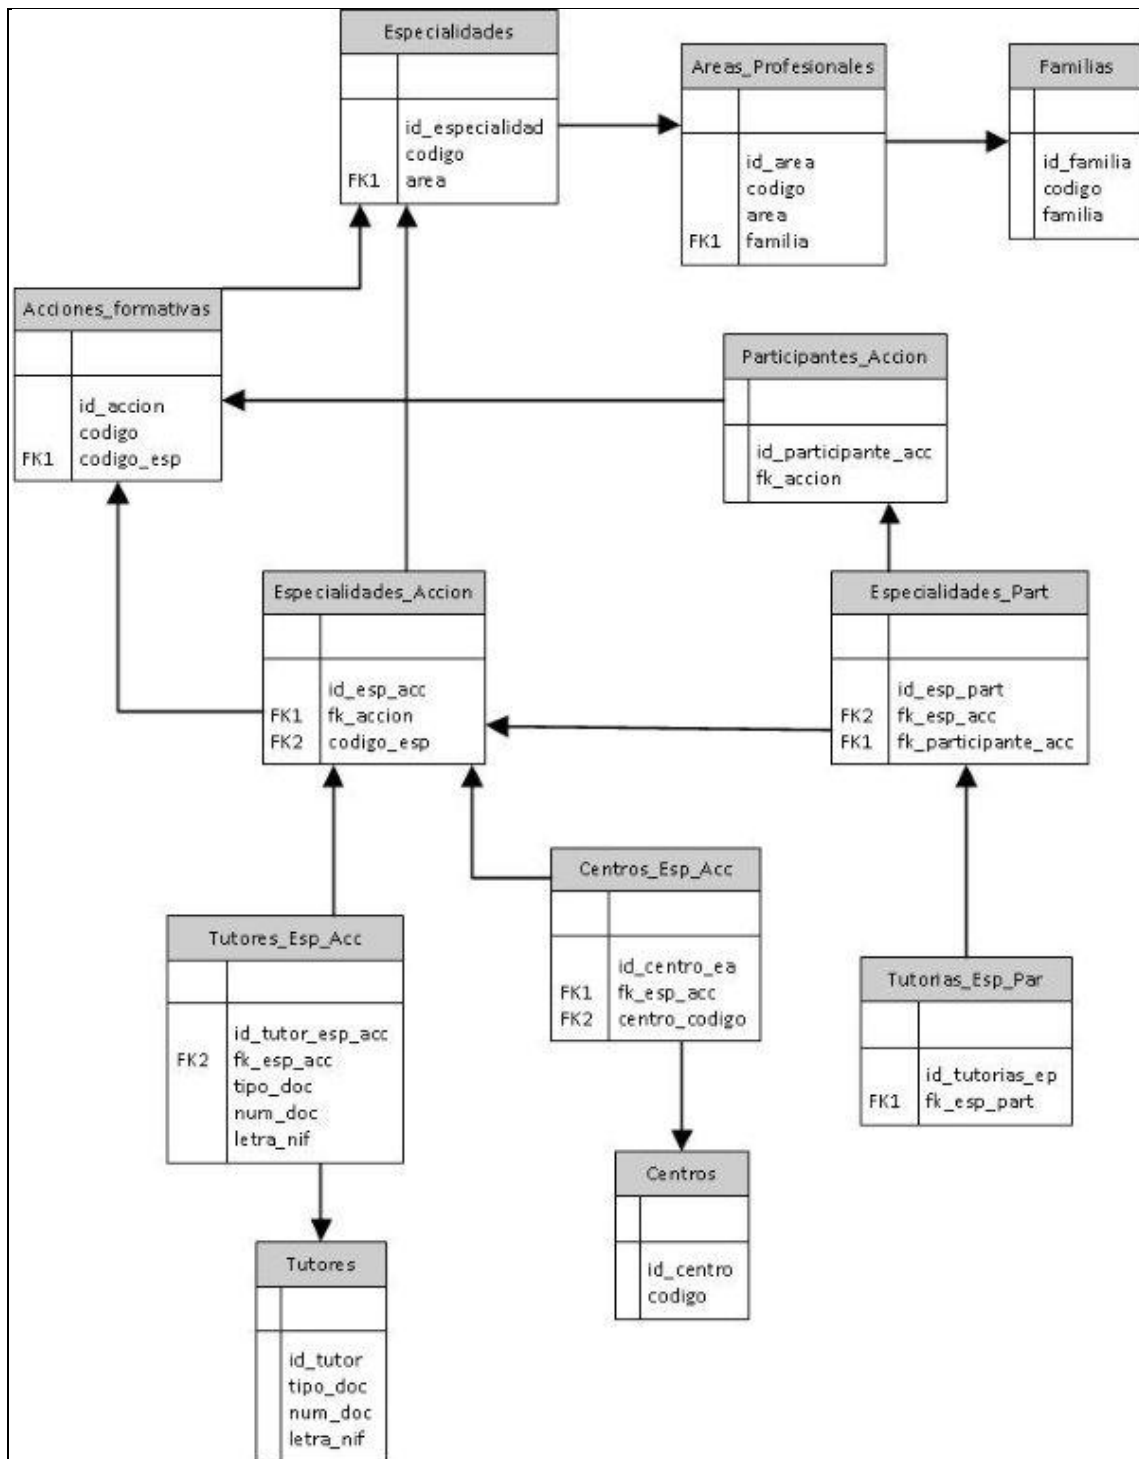 Especialidades
id_especialidad
codigo
FK1 area
Areas_Profesionales
id_area
codigo
area
FK1 familia
Familias
id_familia
codigo
familia
Acciones_formativas
id_accion
codigo
FK1 codigo_esp
Participantes_Accion
id_participante_acc
fk_accion
Especialidades_Accion
id_esp_acc
FK1 fk_accion
FK2 codigo_esp
Especialidades_Part
id_esp_part
FK2 fk_esp_acc
FK1 fk_participante_acc
Centros_Esp_Acc
id_centro_ea
FK1 fk_esp_acc
FK2 centro_codigo
Tutores_Esp_Acc
id_tutor_esp_acc
FK2 fk_esp_acc
tipo_doc
num_doc
letra_nif
Tutorias_Esp_Par
id_tutorias_ep
FK1 fk_esp_part
Centros
id_centro
codigo
Tutores
id_tutor
tipo_doc
num_doc
letra_nif